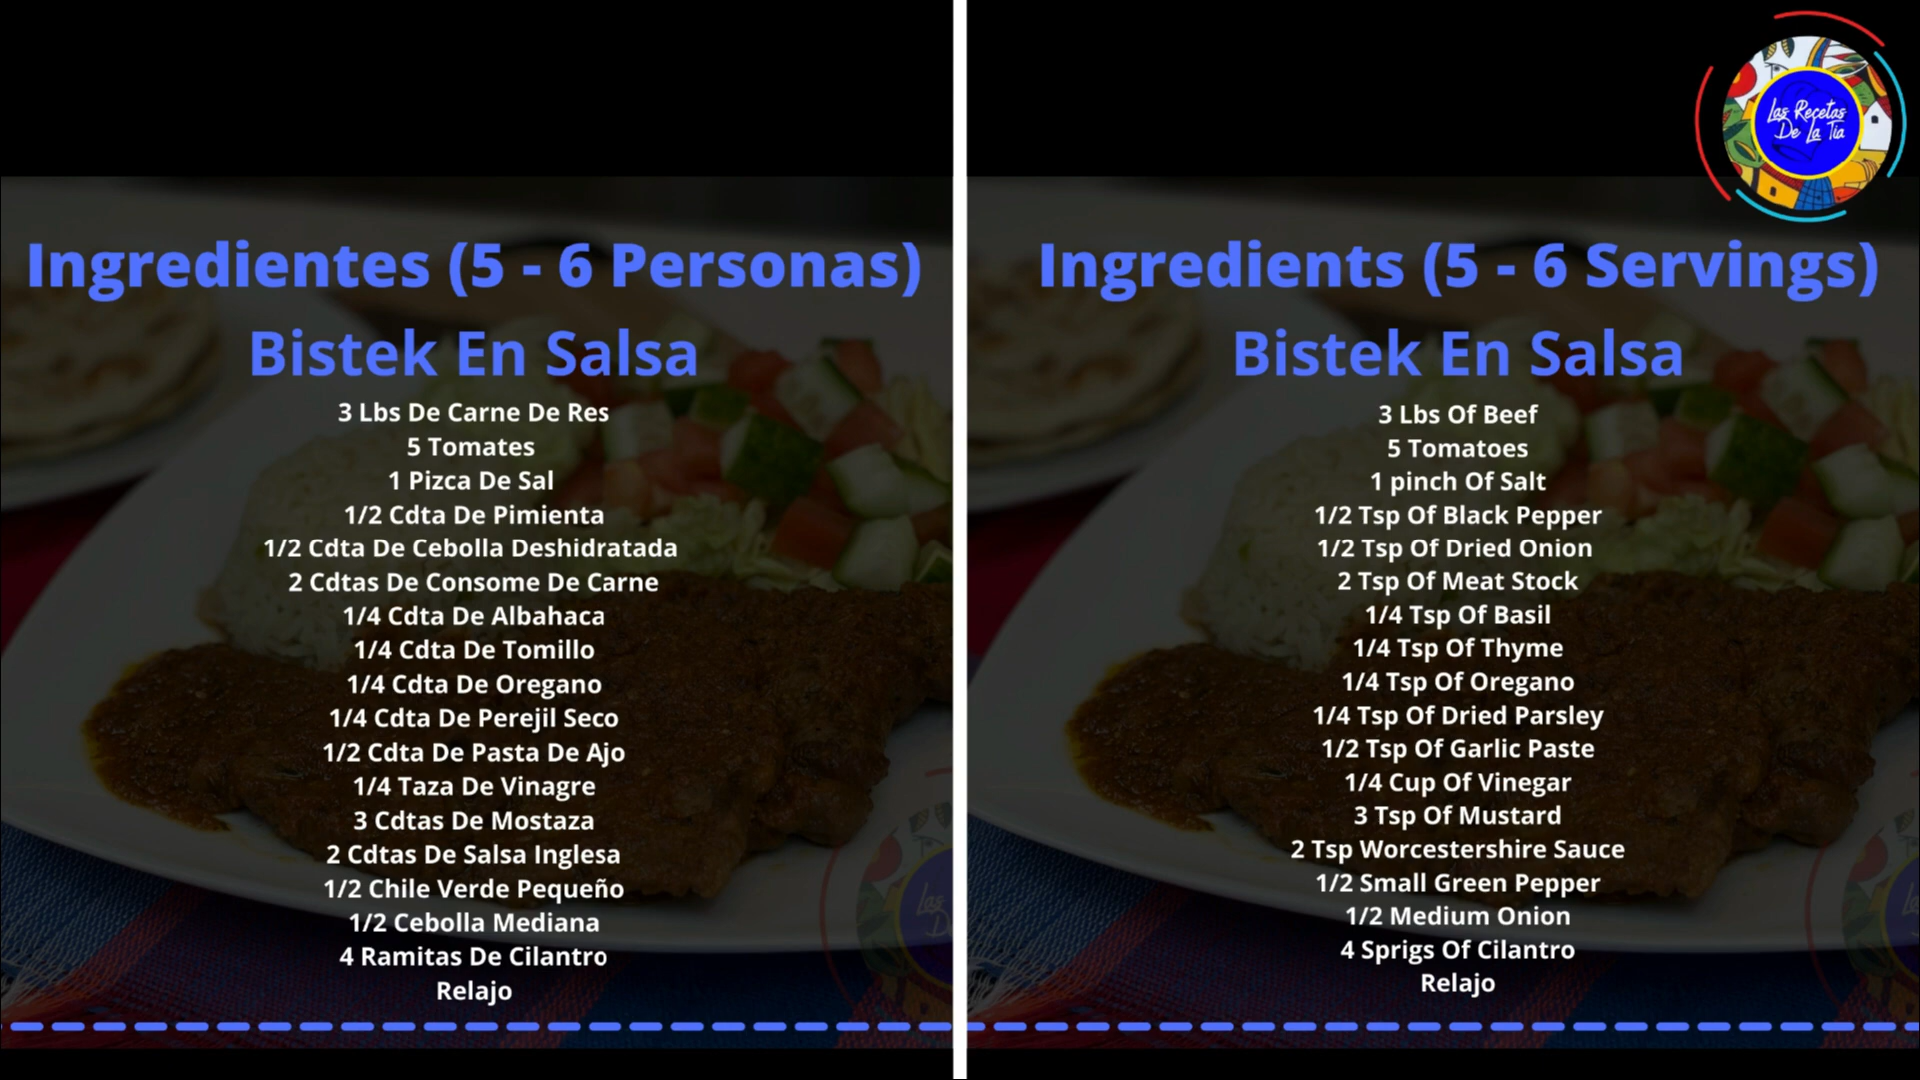 Ingredientes (5 - 6 Personas)
Bistek En Salsa
3 Lbs De Carne De Res
5 Tomates
1 Pizca De Sal
1/2 Cdta De Pimienta
1/2 Cdta De Cebolla Deshidratada
2 Cdtas De Consome De Carne
1/4 Cdta De Albahaca
1/4 Cdta De Tomillo
1/4 Cdta De Oregano
1/4 Cdta De Perejil Seco
1/2 Cdta De Pasta De Ajo
1/4 Taza De Vinagre
3 Cdtas De Mostaza
2 Cdtas De Salsa Inglesa
1/2 Chile Verde Pequeño
1/2 Cebolla Mediana
4 Ramitas De Cilantro
Relajo
Las Recetas
De La Tia
Ingredients (5 - 6 Servings)
Bistek En Salsa
3 Lbs Of Beef
5 Tomatoes
1 pinch Of Salt
1/2 Tsp Of Black Pepper
1/2 Tsp Of Dried Onion
2 Tsp Of Meat Stock
1/4 Tsp Of Basil
1/4 Tsp Of Thyme
1/4 Tsp Of Oregano
1/4 Tsp Of Dried Parsley
1/2 Tsp Of Garlic Paste
1/4 Cup Of Vinegar
3 Tsp Of Mustard
2 Tsp Worcestershire Sauce
1/2 Small Green Pepper
1/2 Medium Onion
4 Sprigs Of Cilantro
Relajo